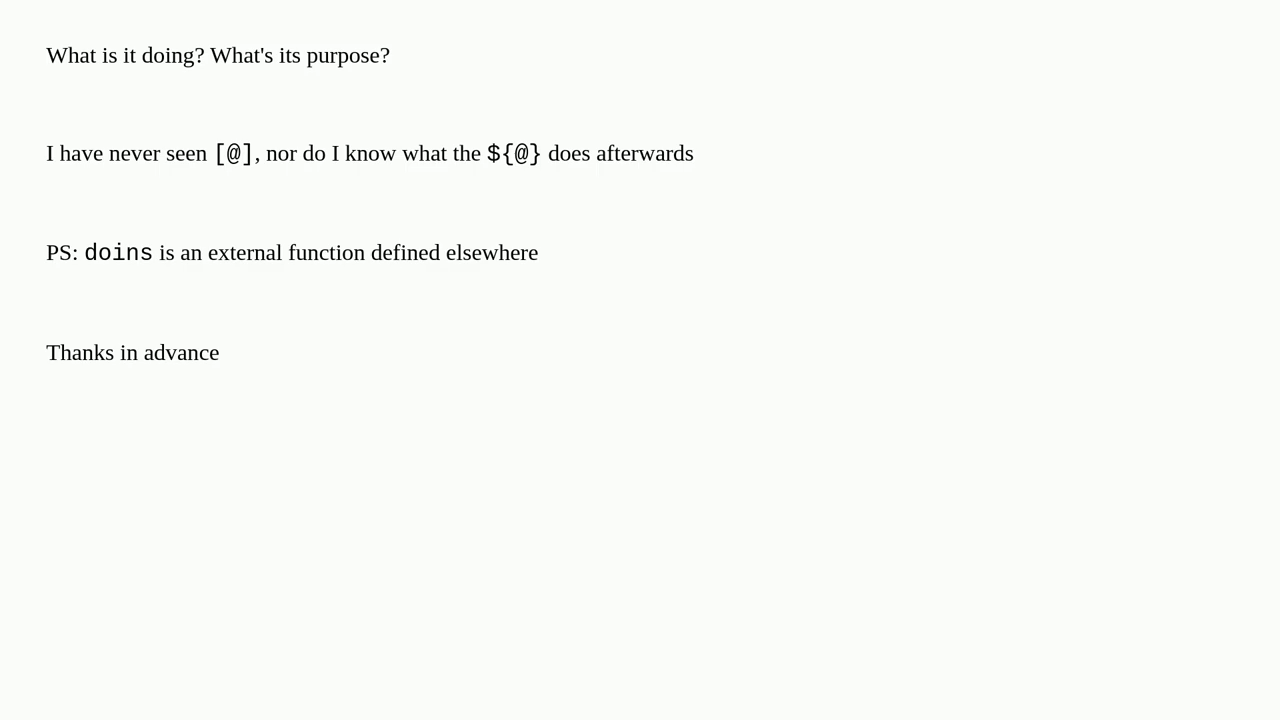 What is it doing? What's its purpose?
I have never seen [@], nor do I know what the ${@} does afterwards
PS: doins is an external function defined elsewhere
Thanks in advance